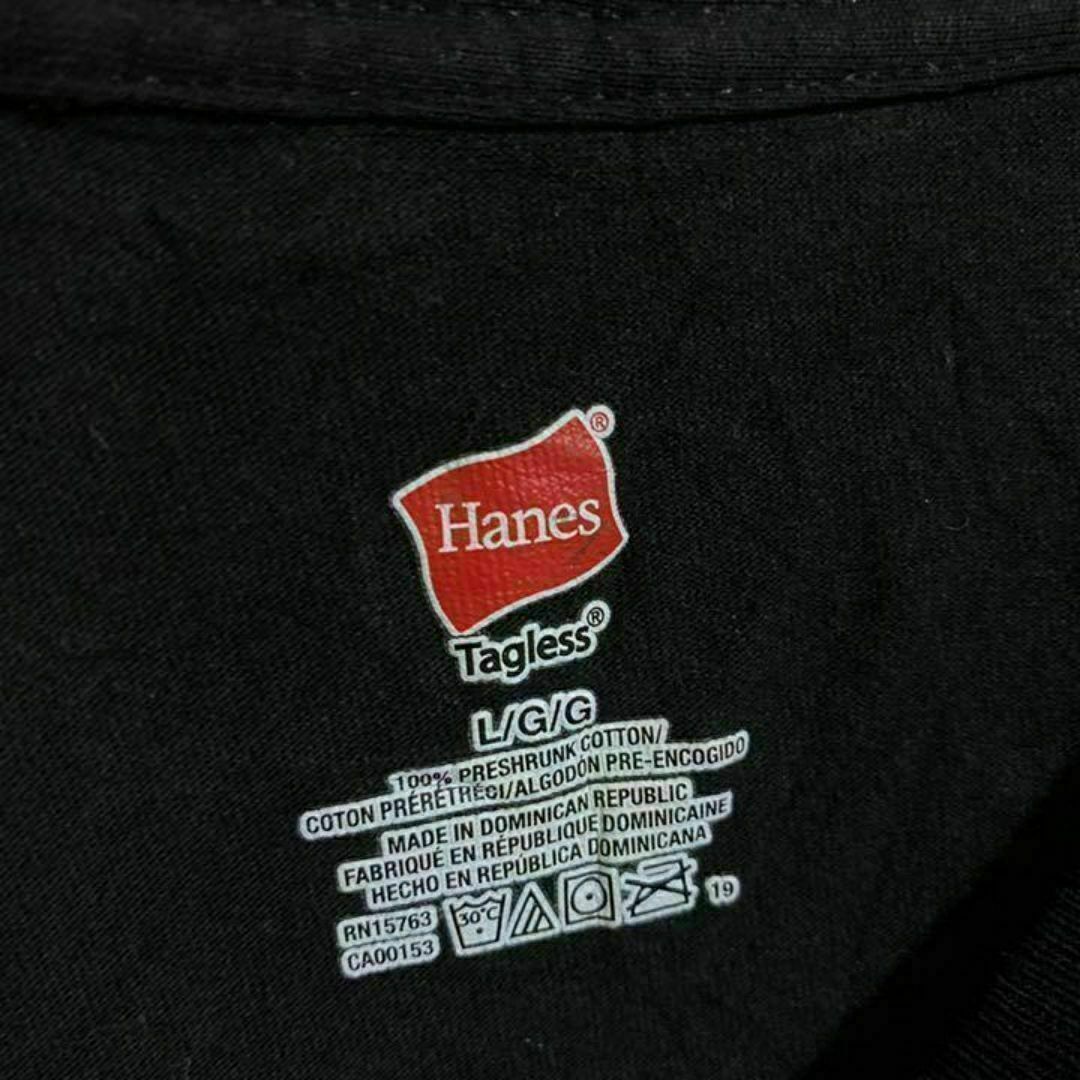 Hanes®
Tagless®
L/G/G
100% PRESHRUNK COTTON/
COTON PRÉRÉTRÉCI/ALGODÓN PRE-ENCOGIDO
MADE IN DOMINICAN REPUBLIC
FABRIQUÉ EN RÉPUBLIQUE DOMINICAINE
HECHO EN REPÚBLICA DOMINICANA
RN15763
CA00153
30°C
19